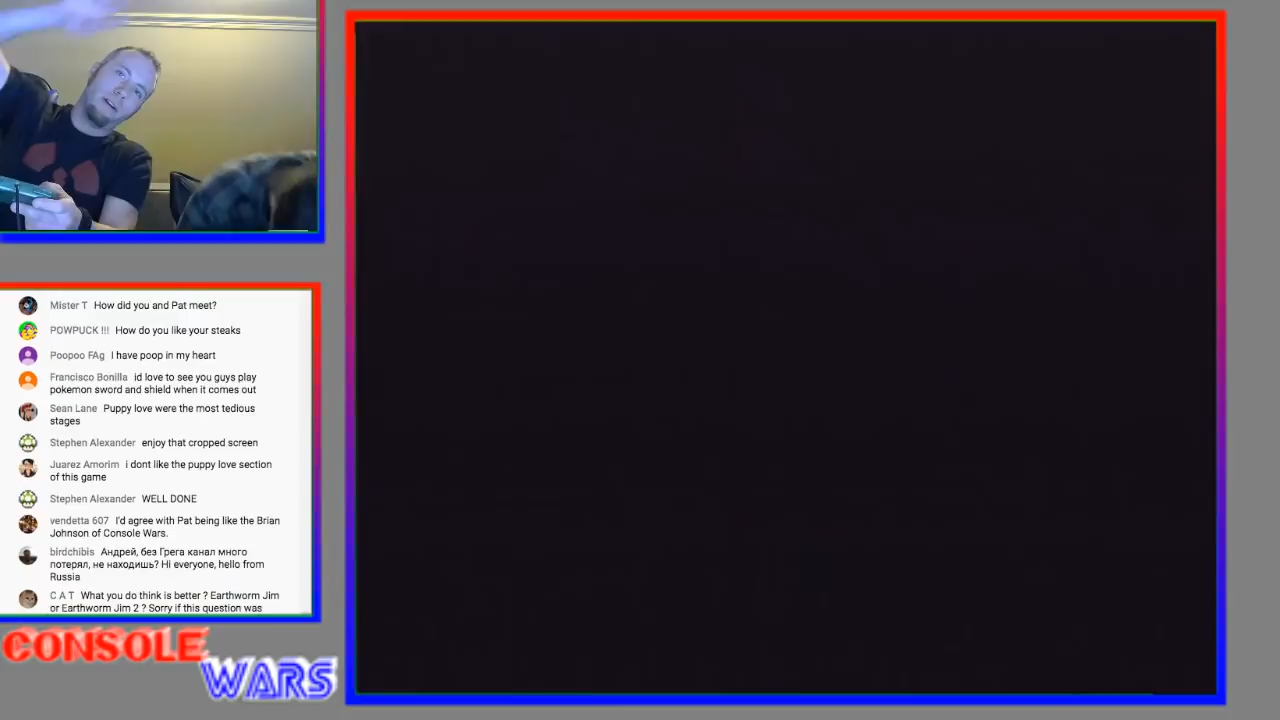 Mister T How did you and Pat meet?
POWPUCK !!! How do you like your steaks
Poopoo FAg I have poop in my heart
Francisco Bonilla id love to see you guys play
pokemon sword and shield when it comes out
Sean Lane Puppy love were the most tedious
stages
Stephen Alexander enjoy that cropped screen
Juarez Amorim i dont like the puppy love section
of this game
Stephen Alexander WELL DONE
vendetta 607 I'd agree with Pat being like the Brian
Johnson of Console Wars.
birdchibis Андрей, без Грега канал много
потерял, не находишь? Hi everyone, hello from
Russia
C A T What you do think is better ? Earthworm Jim
or Earthworm Jim 2 ? Sorry if this question was
CONSOLE
WARS